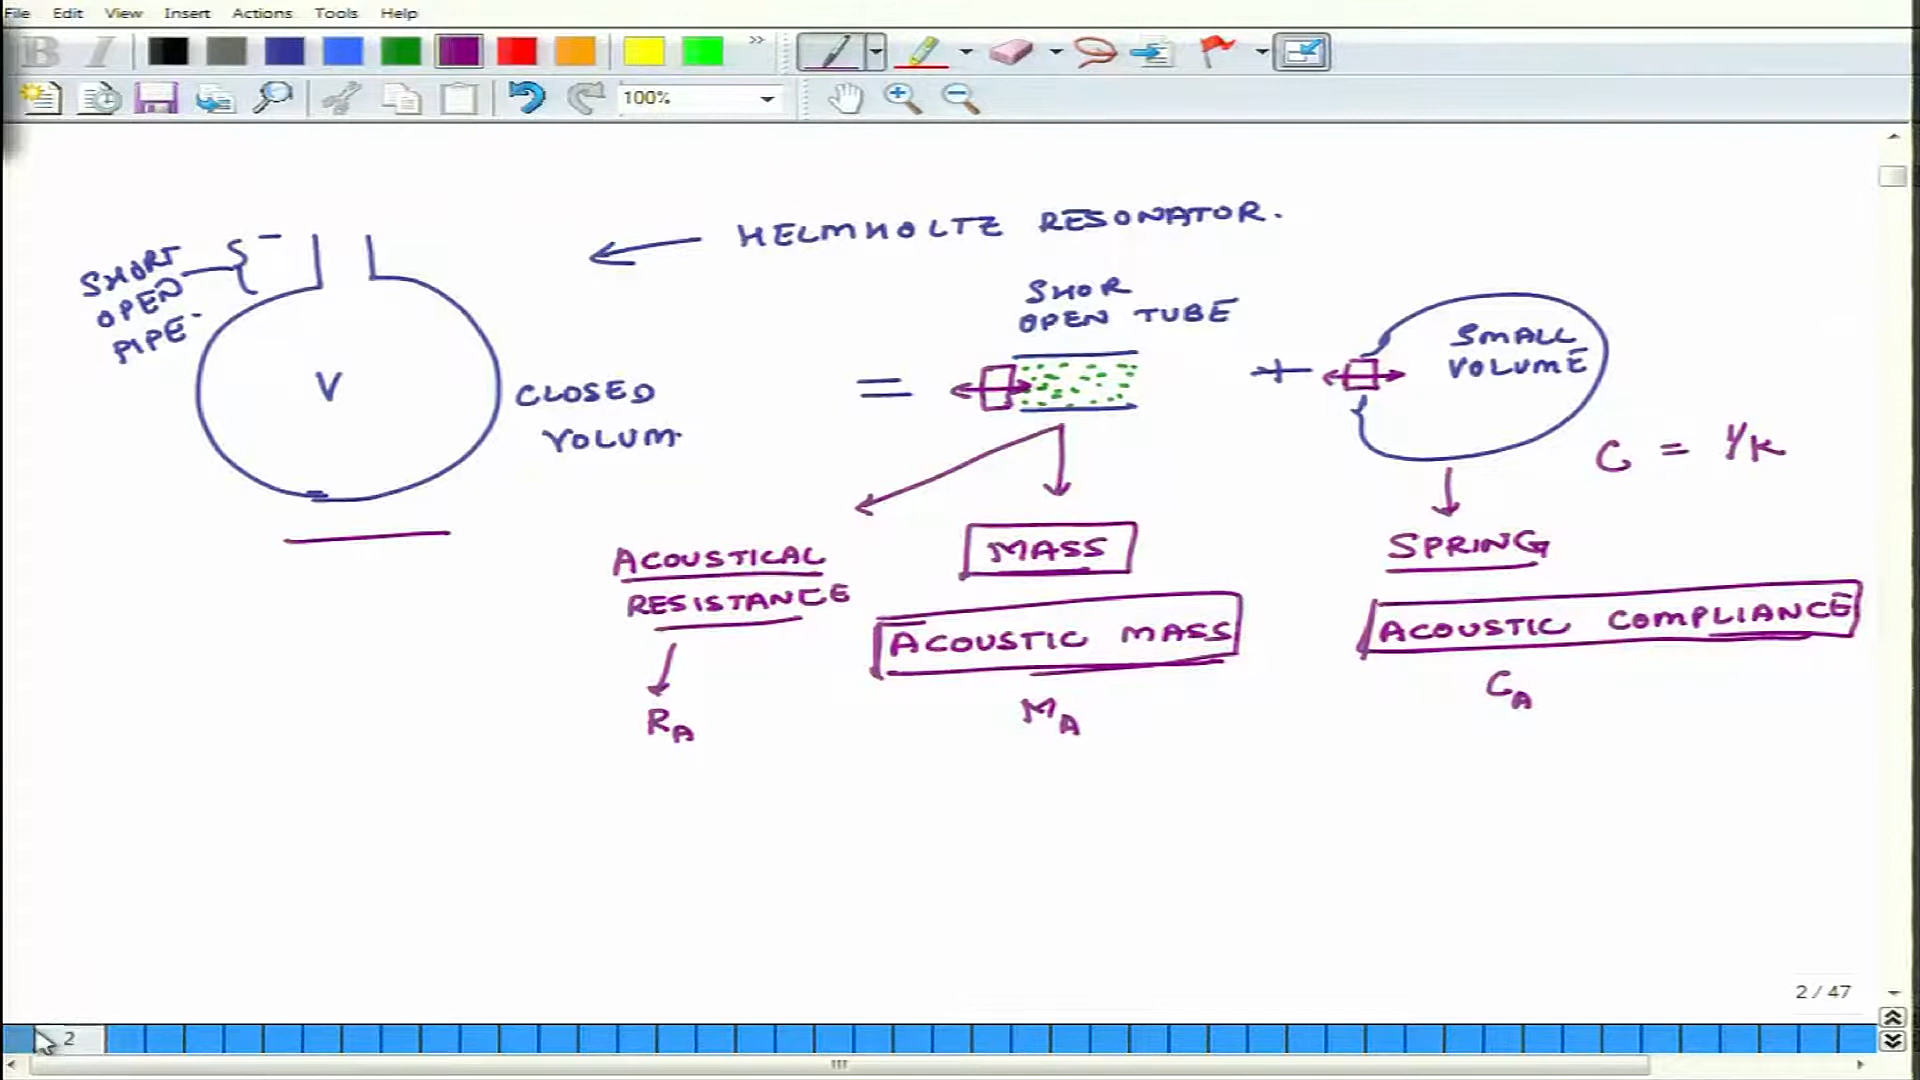 File Edit View Insert Actions Tools Help
B I
100%
HELMHOLTZ RESONATOR.
SHORT
OPEN
PIPE
V
CLOSED
VOLUM
=
SHOR
OPEN TUBE
+
SMALL
VOLUME
C = 1/K
ACOUSTICAL
RESISTANCE
RA
MASS
ACOUSTIC MASS
MA
SPRING
ACOUSTIC COMPLIANCE
CA
2 / 47
2